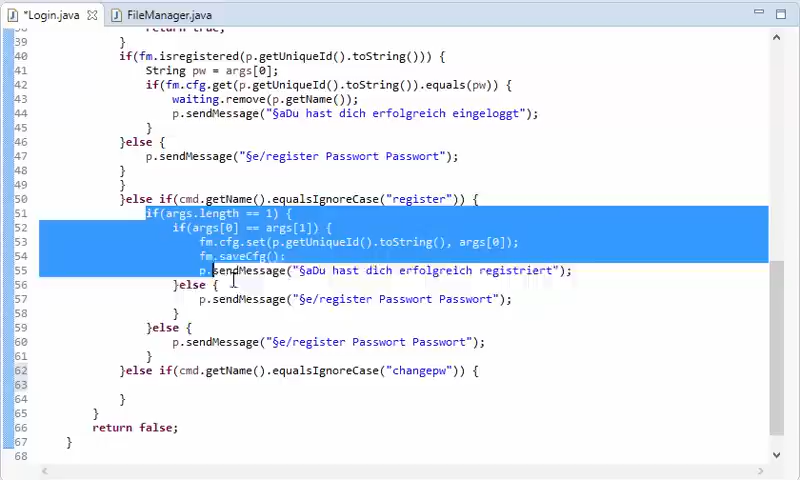 *Login.java
FileManager.java
38 return true;
39 }
40 if(fm.isregistered(p.getUniqueId().toString())) {
41 String pw = args[0];
42 if(fm.cfg.get(p.getUniqueId().toString()).equals(pw)) {
43 waiting.remove(p.getName());
44 p.sendMessage("§aDu hast dich erfolgreich eingeloggt");
45 }
46 }else {
47 p.sendMessage("§e/register Passwort Passwort");
48 }
49 }
50 }else if(cmd.getName().equalsIgnoreCase("register")) {
51 if(args.length == 1) {
52 if(args[0] == args[1]) {
53 fm.cfg.set(p.getUniqueId().toString(), args[0]);
54 fm.saveCfg();
55 p.sendMessage("§aDu hast dich erfolgreich registriert");
56 }else {
57 p.sendMessage("§e/register Passwort Passwort");
58 }
59 }else {
60 p.sendMessage("§e/register Passwort Passwort");
61 }
62 }else if(cmd.getName().equalsIgnoreCase("changepw")) {
63
64 }
65 }
66 return false;
67 }
68